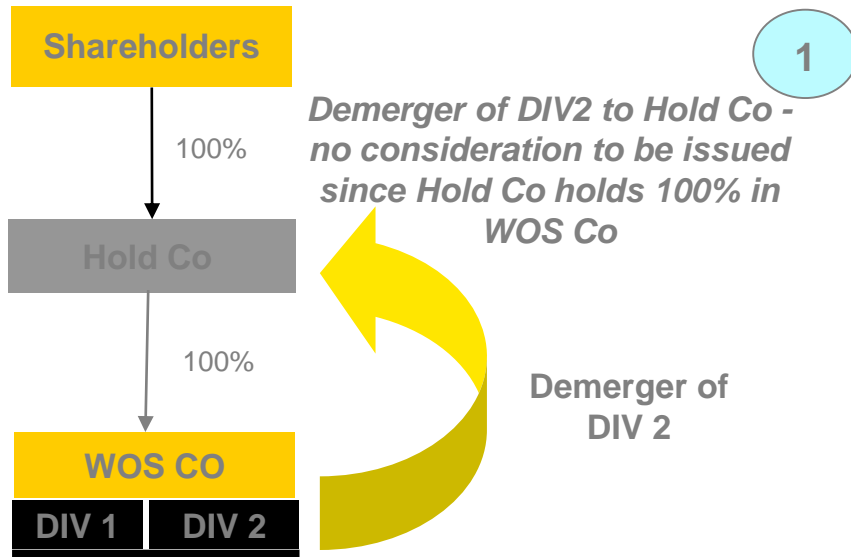 Shareholders
1
100%
Demerger of DIV2 to Hold Co -
no consideration to be issued
since Hold Co holds 100% in
WOS Co
Hold Co
100%
Demerger of
DIV 2
WOS CO
DIV 1 DIV 2